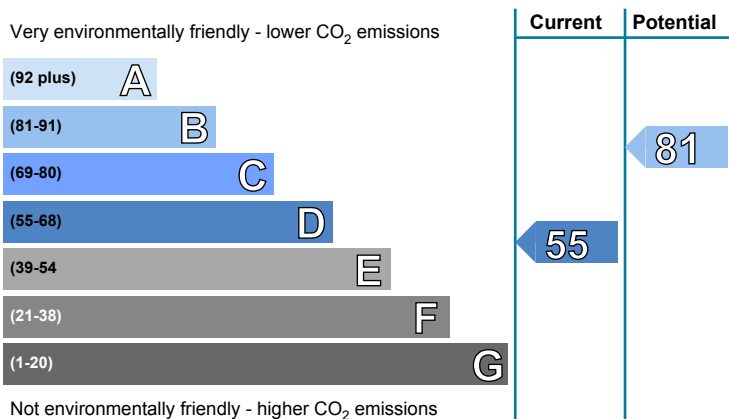 Current Potential
Very environmentally friendly - lower CO2 emissions
(92 plus) A
(81-91) B
81
(69-80) C
(55-68) D
55
(39-54 E
(21-38) F
(1-20) G
Not environmentally friendly - higher CO2 emissions